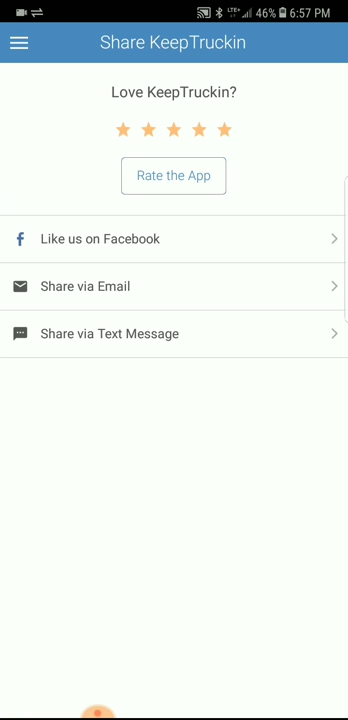 LTE+ 46% 6:57 PM
Share KeepTruckin
Love KeepTruckin?
Rate the App
Like us on Facebook
Share via Email
Share via Text Message